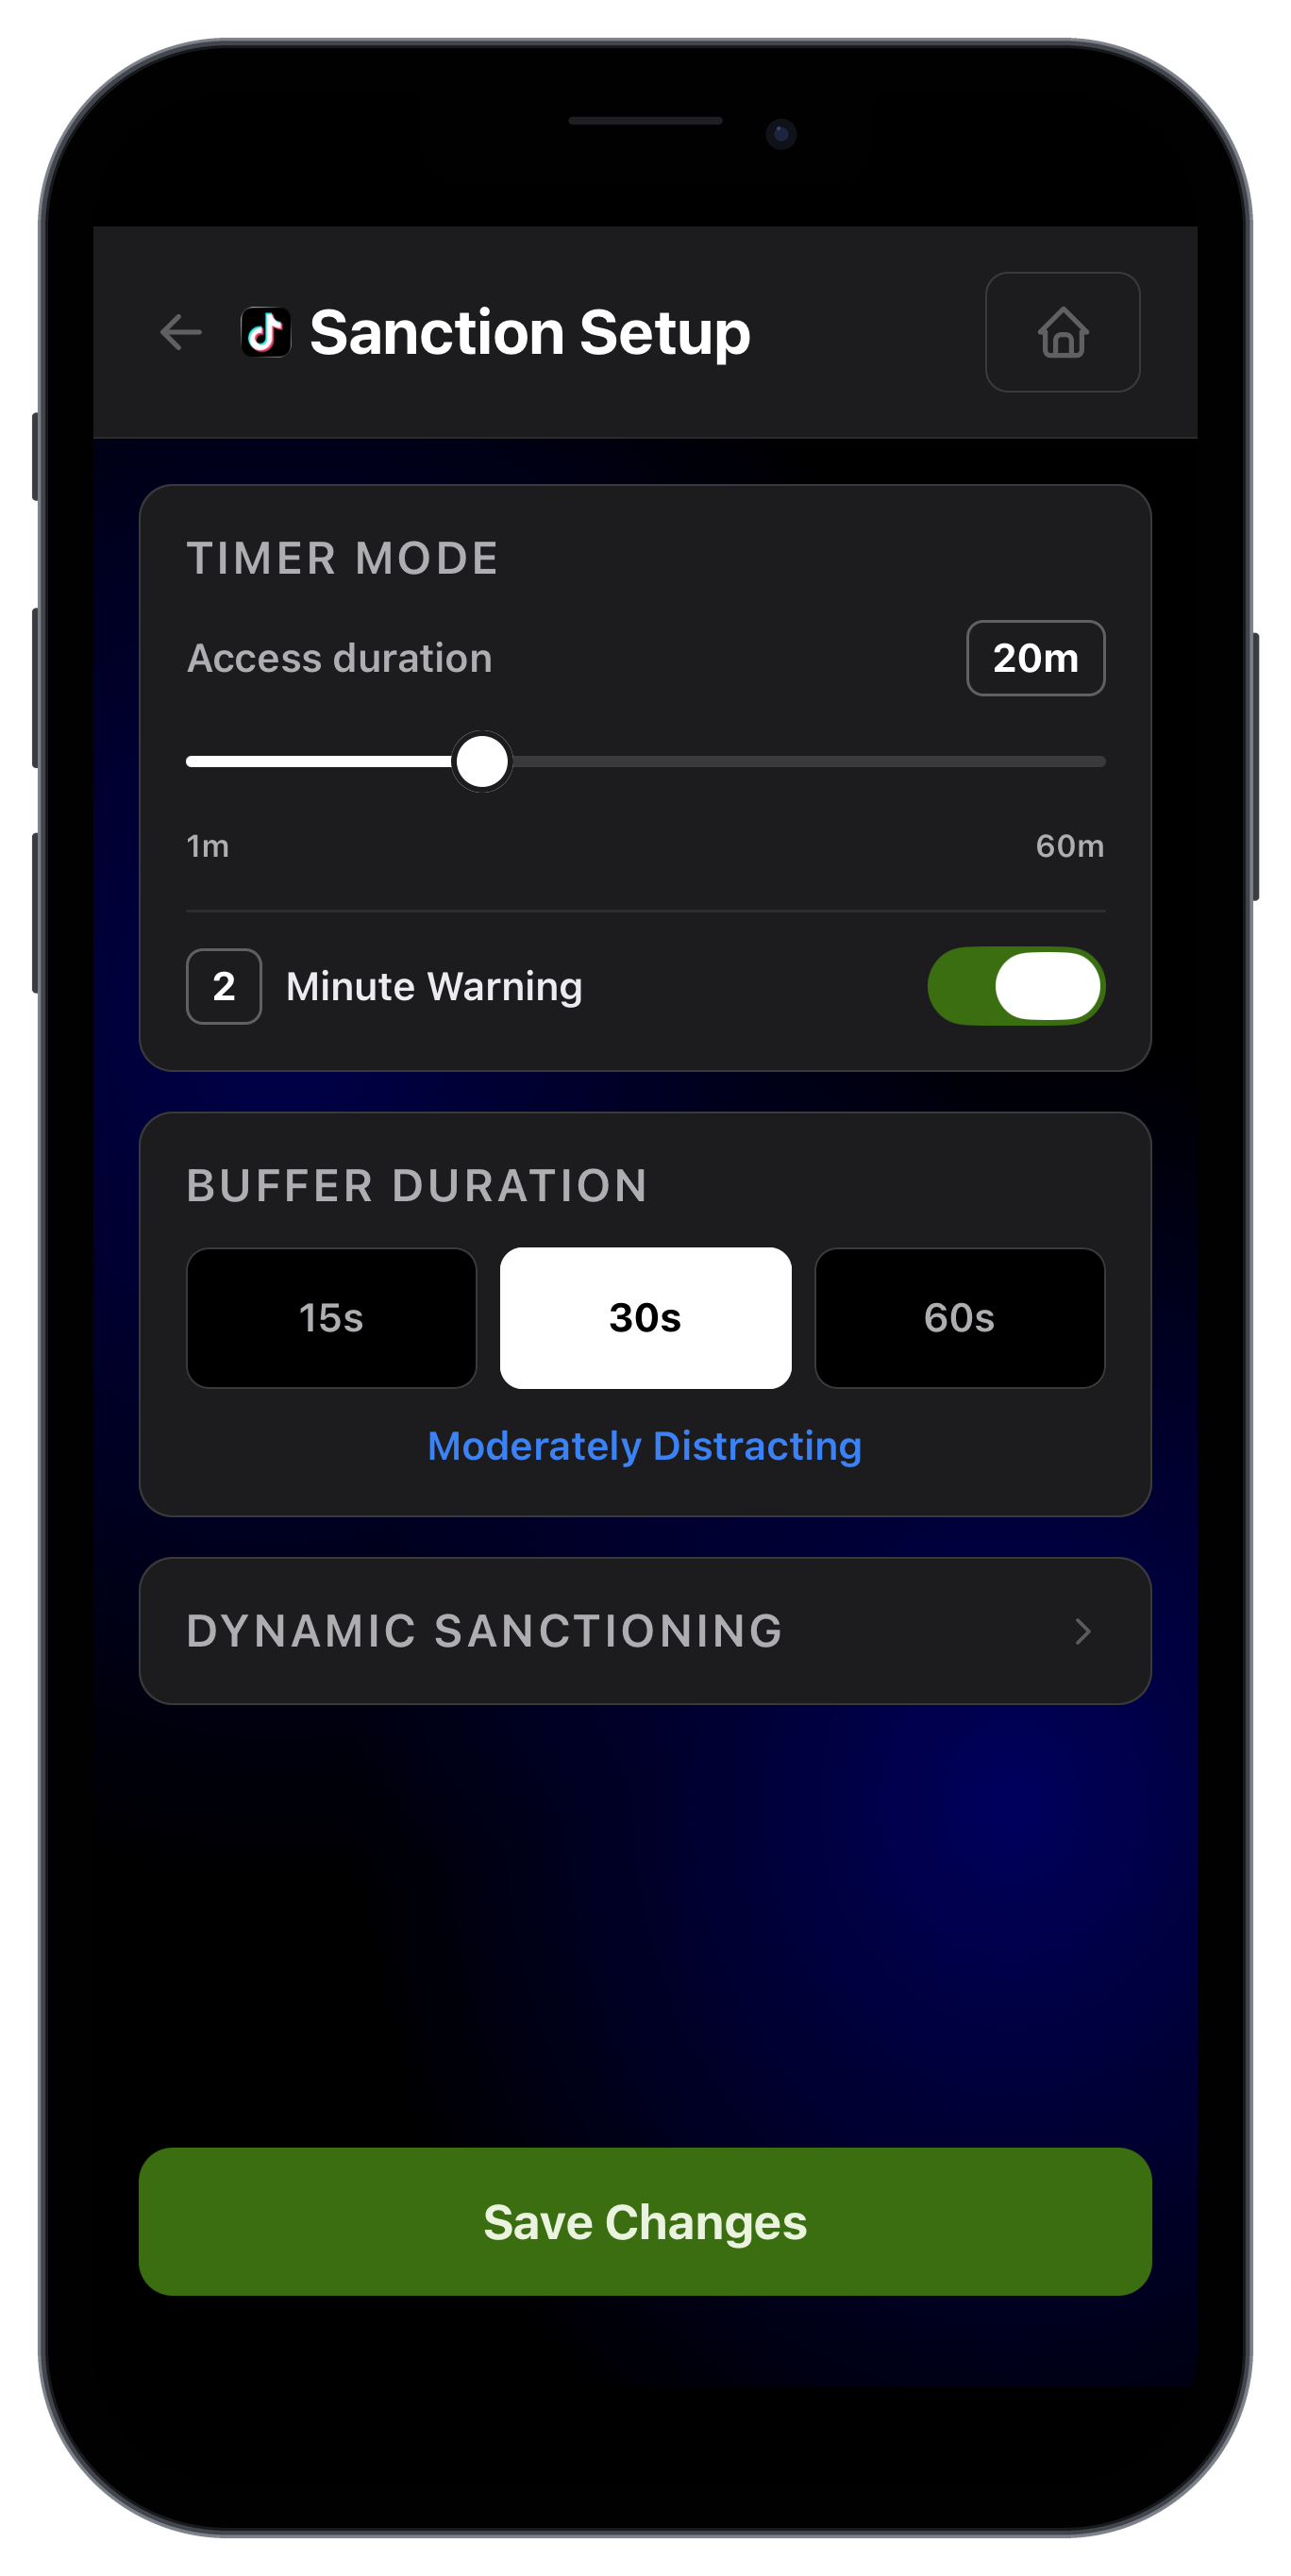 Sanction Setup
TIMER MODE
Access duration
20m
1m
60m
2
Minute Warning
BUFFER DURATION
15s
30s
60s
Moderately Distracting
DYNAMIC SANCTIONING
Save Changes